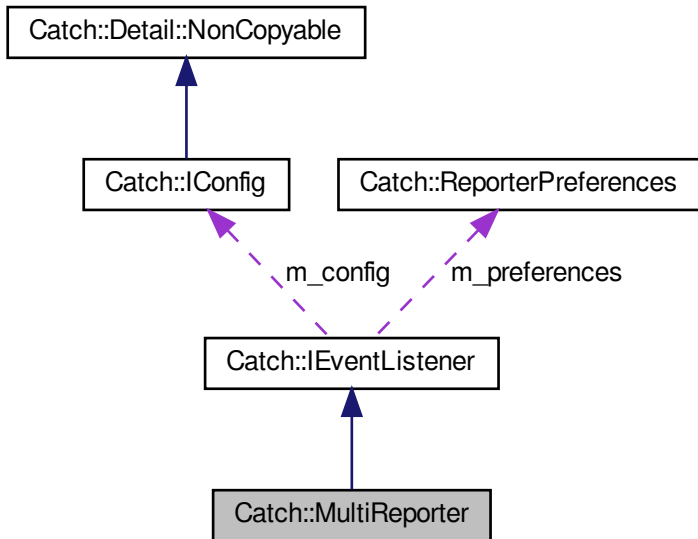 Catch::Detail::NonCopyable
Catch::IConfig
Catch::ReporterPreferences
m_config
m_preferences
Catch::IEventListener
Catch::MultiReporter